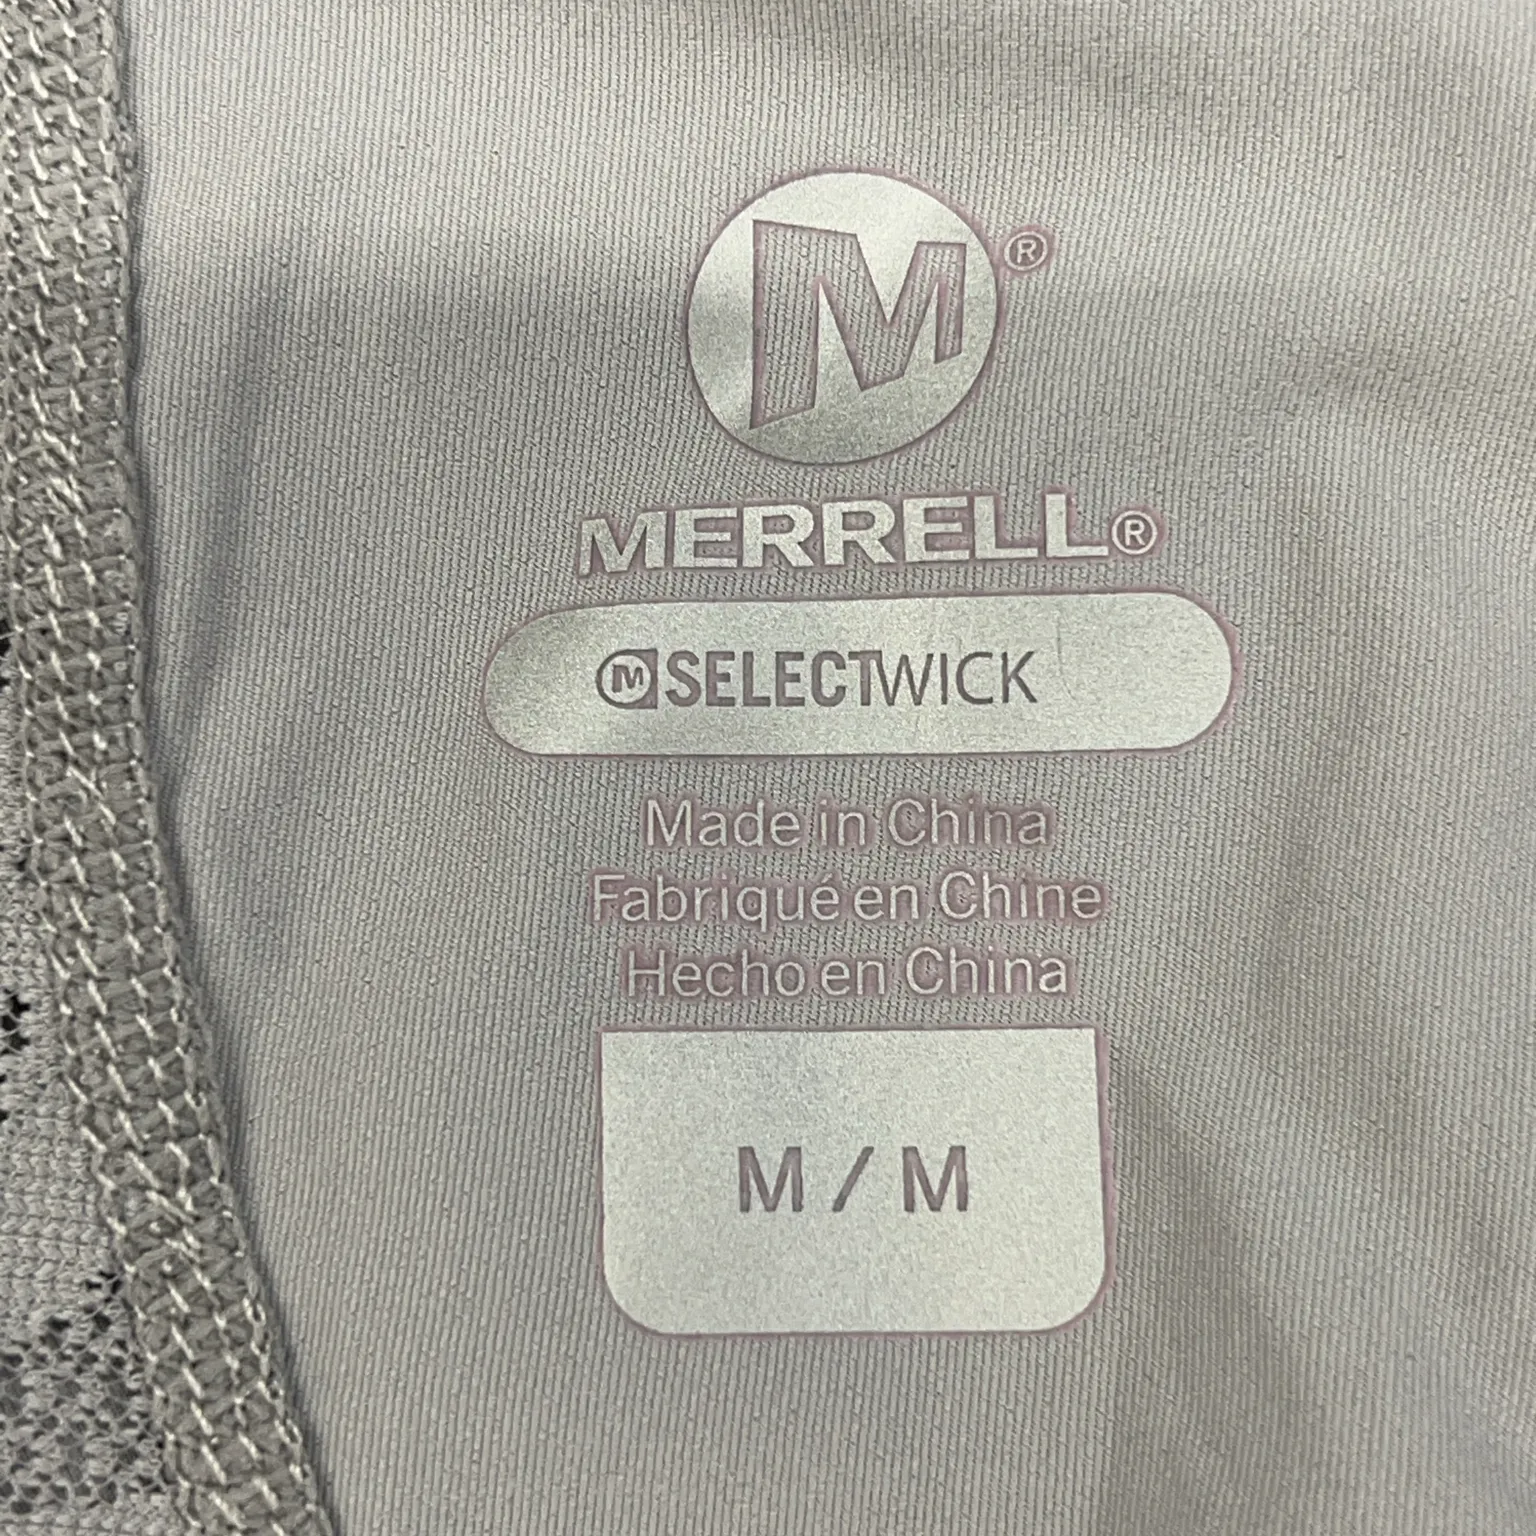 M®
MERRELL®
M SELECTWICK
Made in China
Fabriqué en Chine
Hecho en China
M / M